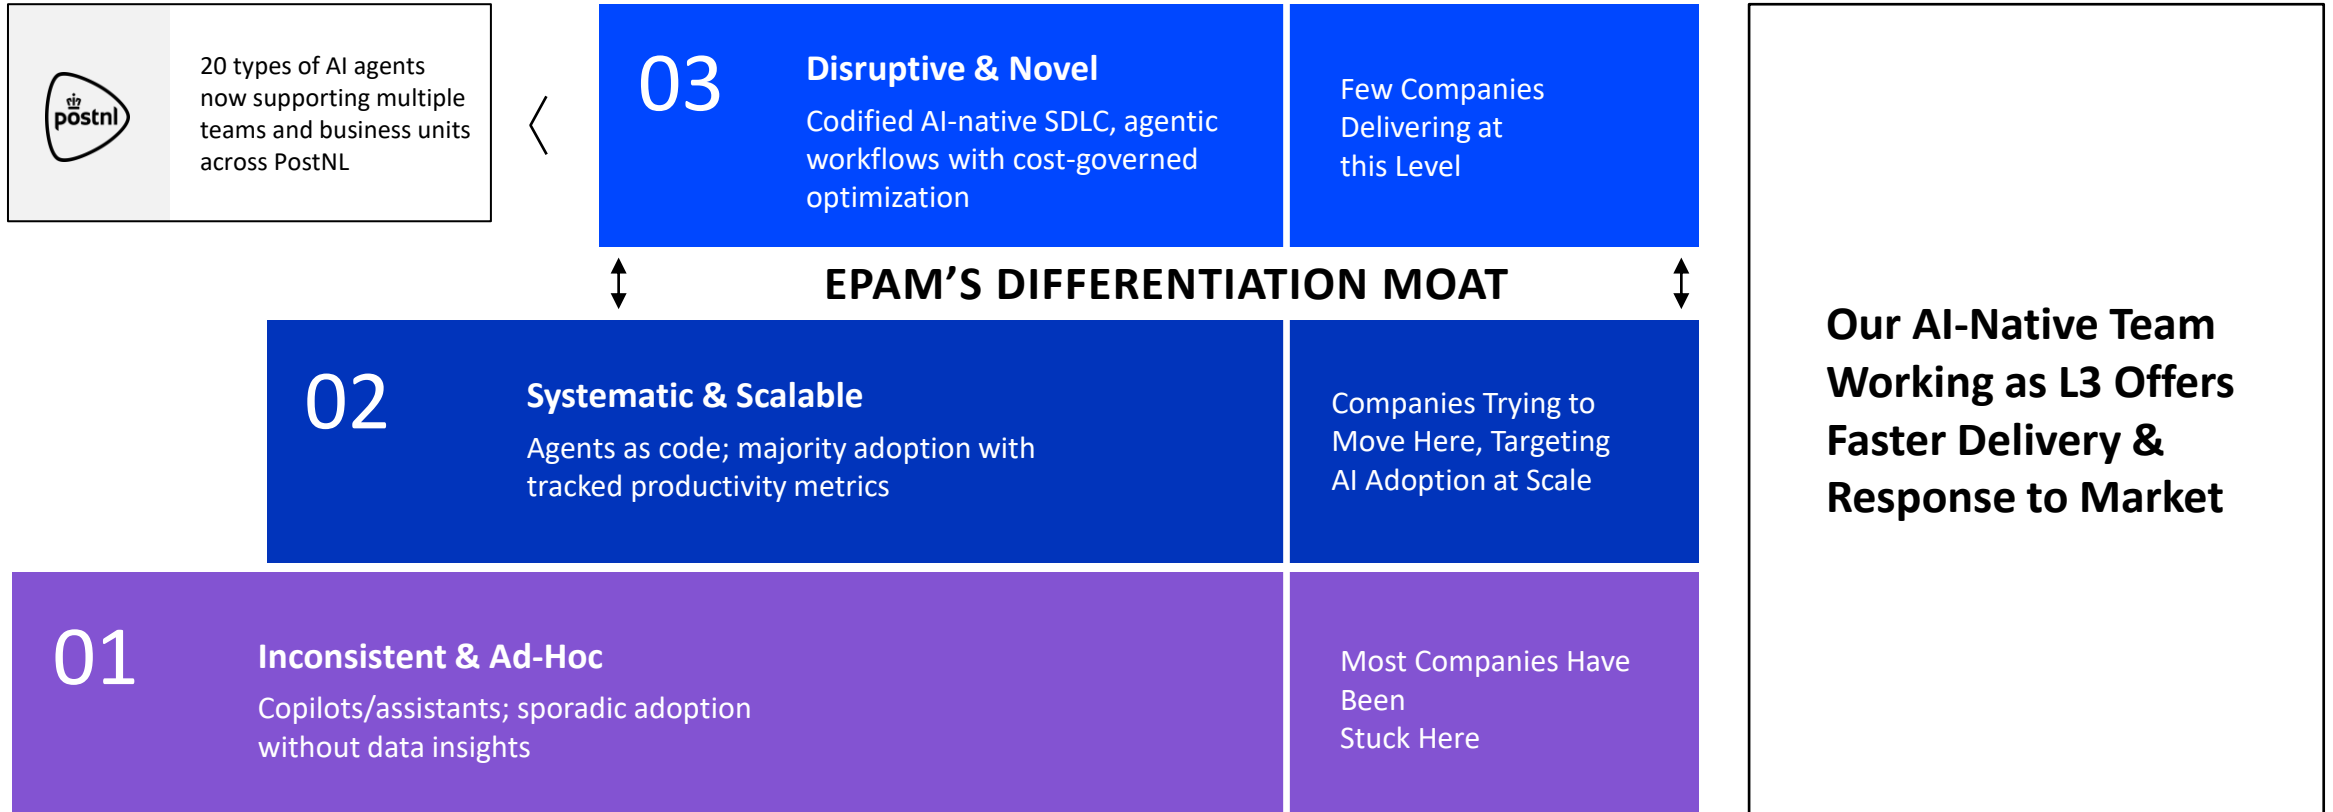 postnl
20 types of AI agents
now supporting multiple
teams and business units
across PostNL
03
Disruptive & Novel
Codified AI-native SDLC, agentic
workflows with cost-governed
optimization
Few Companies
Delivering at
this Level
EPAM’S DIFFERENTIATION MOAT
02
Systematic & Scalable
Agents as code; majority adoption with
tracked productivity metrics
Companies Trying to
Move Here, Targeting
AI Adoption at Scale
01
Inconsistent & Ad-Hoc
Copilots/assistants; sporadic adoption
without data insights
Most Companies Have
Been
Stuck Here
Our AI-Native Team
Working as L3 Offers
Faster Delivery &
Response to Market